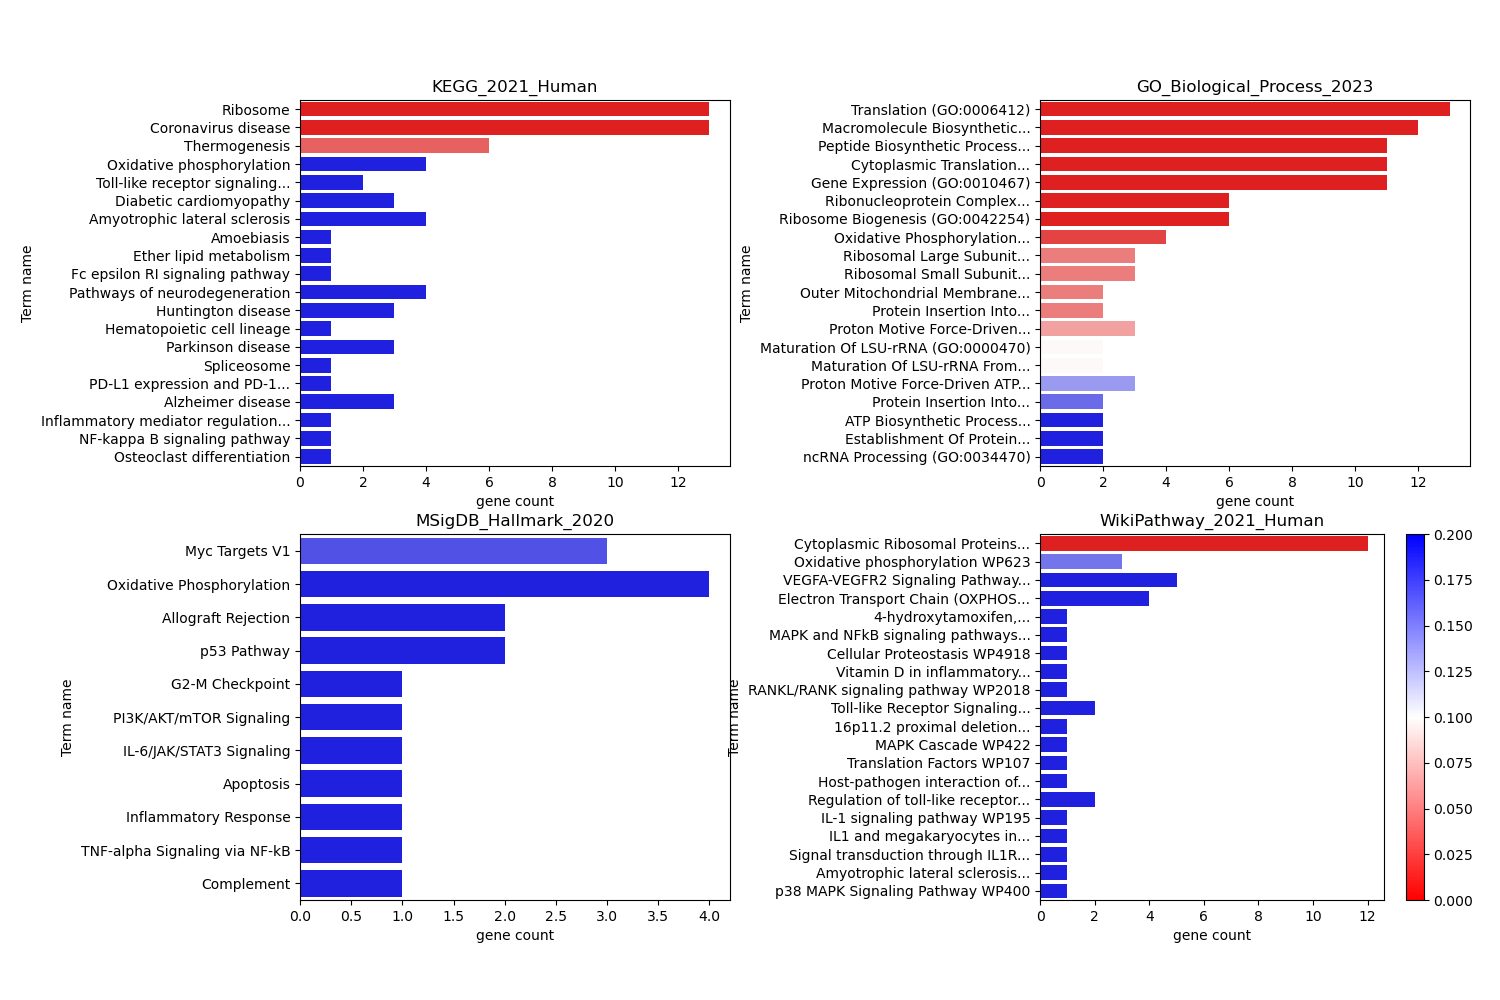 KEGG_2021_Human
Term name
Ribosome
Coronavirus disease
Thermogenesis
Oxidative phosphorylation
Toll-like receptor signaling...
Diabetic cardiomyopathy
Amyotrophic lateral sclerosis
Amoebiasis
Ether lipid metabolism
Fc epsilon RI signaling pathway
Pathways of neurodegeneration
Huntington disease
Hematopoietic cell lineage
Parkinson disease
Spliceosome
PD-L1 expression and PD-1...
Alzheimer disease
Inflammatory mediator regulation...
NF-kappa B signaling pathway
Osteoclast differentiation
0 2 4 6 8 10 12
gene count
GO_Biological_Process_2023
Term name
Translation (GO:0006412)
Macromolecule Biosynthetic...
Peptide Biosynthetic Process...
Cytoplasmic Translation...
Gene Expression (GO:0010467)
Ribonucleoprotein Complex...
Ribosome Biogenesis (GO:0042254)
Oxidative Phosphorylation...
Ribosomal Large Subunit...
Ribosomal Small Subunit...
Outer Mitochondrial Membrane...
Protein Insertion Into...
Proton Motive Force-Driven...
Maturation Of LSU-rRNA (GO:0000470)
Maturation Of LSU-rRNA From...
Proton Motive Force-Driven ATP...
Protein Insertion Into...
ATP Biosynthetic Process...
Establishment Of Protein...
ncRNA Processing (GO:0034470)
0 2 4 6 8 10 12
gene count
MSigDB_Hallmark_2020
Term name
Myc Targets V1
Oxidative Phosphorylation
Allograft Rejection
p53 Pathway
G2-M Checkpoint
PI3K/AKT/mTOR Signaling
IL-6/JAK/STAT3 Signaling
Apoptosis
Inflammatory Response
TNF-alpha Signaling via NF-kB
Complement
0.0 0.5 1.0 1.5 2.0 2.5 3.0 3.5 4.0
gene count
WikiPathway_2021_Human
Term name
Cytoplasmic Ribosomal Proteins...
Oxidative phosphorylation WP623
VEGFA-VEGFR2 Signaling Pathway...
Electron Transport Chain (OXPHOS...
4-hydroxytamoxifen,...
MAPK and NFkB signaling pathways...
Cellular Proteostasis WP4918
Vitamin D in inflammatory...
RANKL/RANK signaling pathway WP2018
Toll-like Receptor Signaling...
16p11.2 proximal deletion...
MAPK Cascade WP422
Translation Factors WP107
Host-pathogen interaction of...
Regulation of toll-like receptor...
IL-1 signaling pathway WP195
IL1 and megakaryocytes in...
Signal transduction through IL1R...
Amyotrophic lateral sclerosis...
p38 MAPK Signaling Pathway WP400
0 2 4 6 8 10 12
gene count
0.200
0.175
0.150
0.125
0.100
0.075
0.050
0.025
0.000